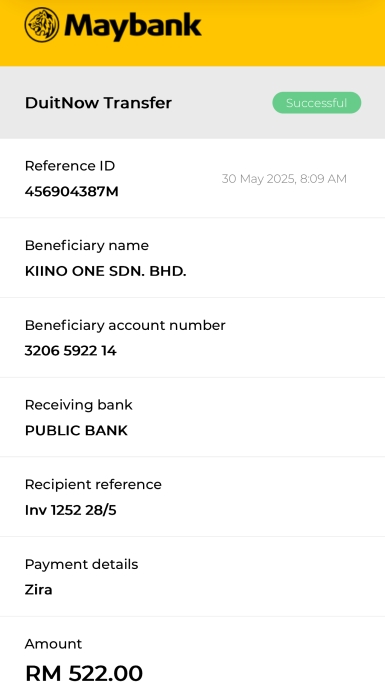 Maybank
DuitNow Transfer
Successful
Reference ID
456904387M
30 May 2025, 8:09 AM
Beneficiary name
KIINO ONE SDN. BHD.
Beneficiary account number
3206 5922 14
Receiving bank
PUBLIC BANK
Recipient reference
Inv 1252 28/5
Payment details
Zira
Amount
RM 522.00